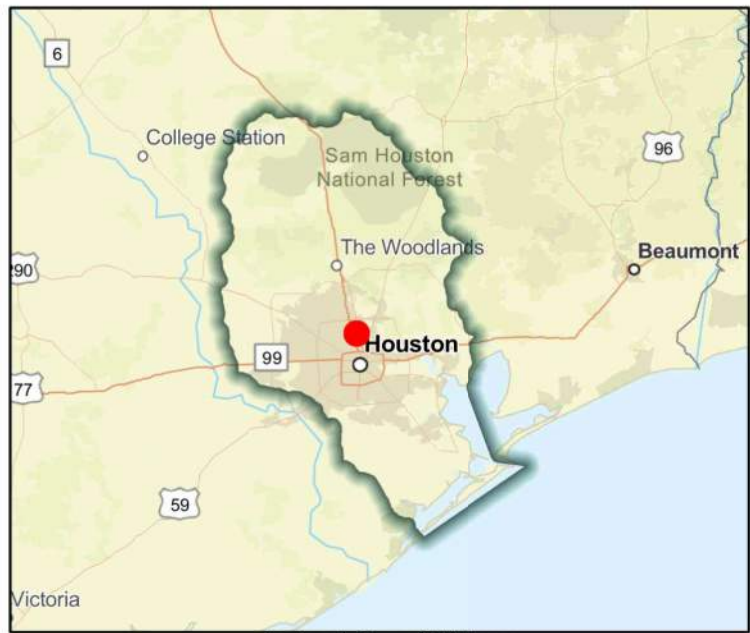 6
College Station
96
Sam Houston
National Forest
The Woodlands
Beaumont
290
Houston
99
77
59
Victoria